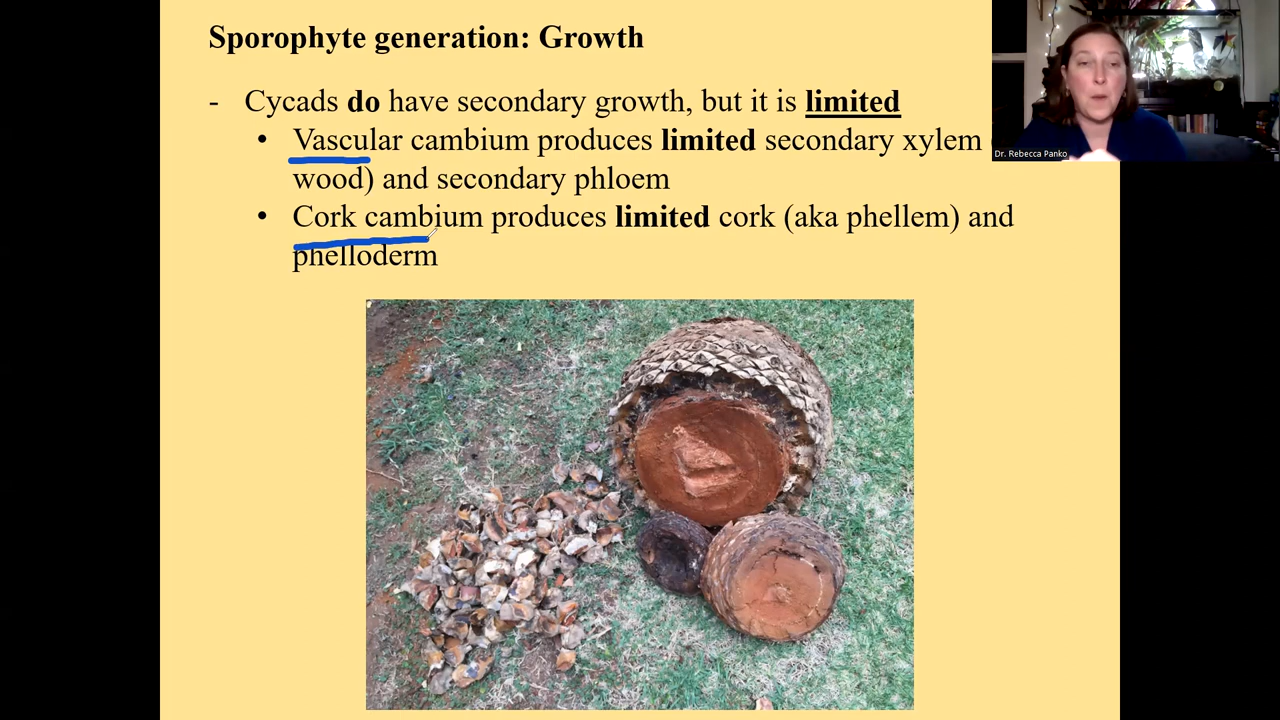 Sporophyte generation: Growth
- Cycads do have secondary growth, but it is limited
• Vascular cambium produces limited secondary xylem
wood) and secondary phloem
• Cork cambium produces limited cork (aka phellem) and
phelloderm
Dr. Rebecca Panko